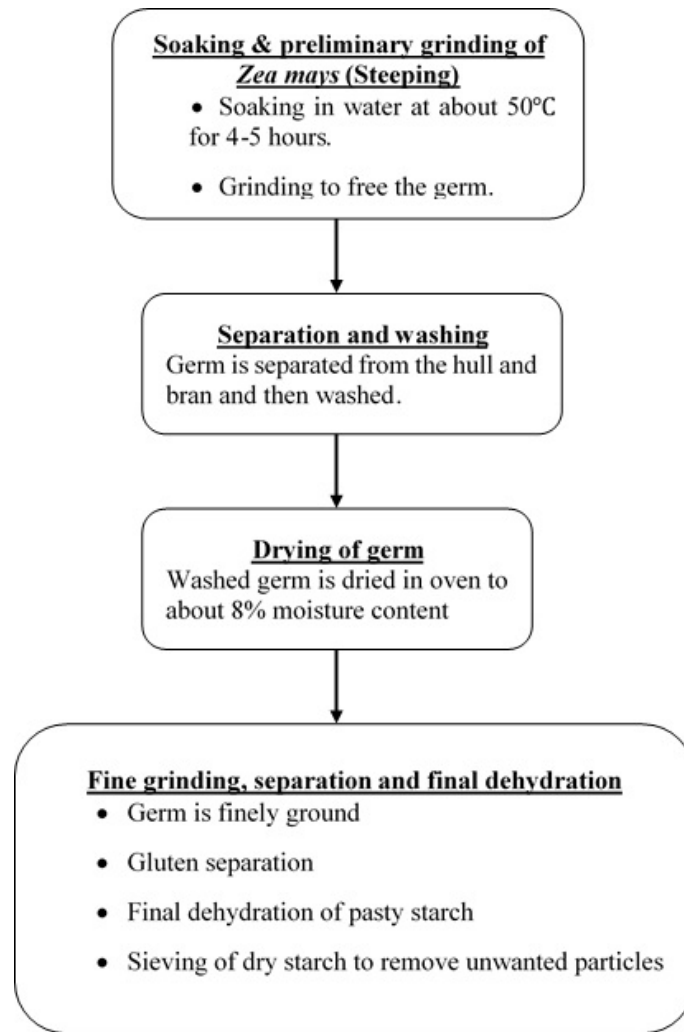 Soaking & preliminary grinding of
Zea mays (Steeping)
• Soaking in water at about 50℃
for 4-5 hours.
• Grinding to free the germ.
Separation and washing
Germ is separated from the hull and
bran and then washed.
Drying of germ
Washed germ is dried in oven to
about 8% moisture content
Fine grinding, separation and final dehydration
• Germ is finely ground
• Gluten separation
• Final dehydration of pasty starch
• Sieving of dry starch to remove unwanted particles